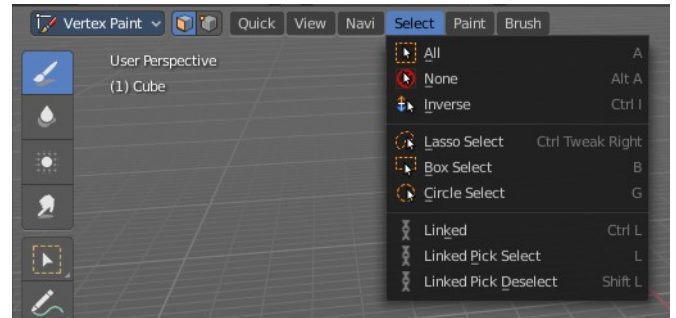 Vertex Paint Quick View Navi Select Paint Brush
User Perspective
(1) Cube
All A
None Alt A
Inverse Ctrl I
Lasso Select Ctrl Tweak Right
Box Select B
Circle Select G
Linked Ctrl L
Linked Pick Select L
Linked Pick Deselect Shift L